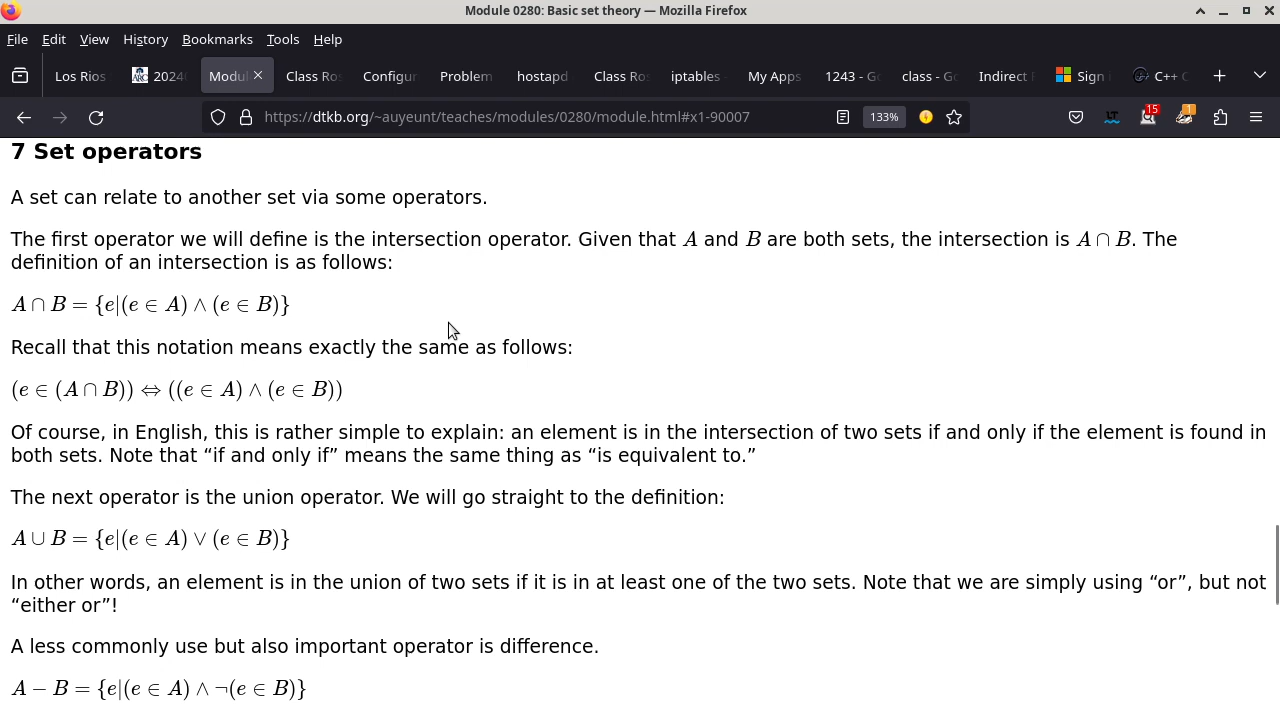 Module 0280: Basic set theory — Mozilla Firefox
File Edit View History Bookmarks Tools Help
Los Rios 2024 Modul Class Ro Configur Problem hostapd Class Ro iptables My Apps 1243 - Go class - Go Indirect Sign i C++ C
https://dtkb.org/~auyeunt/teaches/modules/0280/module.html#x1-90007 133% 15 1
7 Set operators
A set can relate to another set via some operators.
The first operator we will define is the intersection operator. Given that A and B are both sets, the intersection is A ∩ B. The
definition of an intersection is as follows:
A ∩ B = {e|(e ∈ A) ∧ (e ∈ B)}
Recall that this notation means exactly the same as follows:
(e ∈ (A ∩ B)) ⇔ ((e ∈ A) ∧ (e ∈ B))
Of course, in English, this is rather simple to explain: an element is in the intersection of two sets if and only if the element is found in
both sets. Note that “if and only if” means the same thing as “is equivalent to.”
The next operator is the union operator. We will go straight to the definition:
A ∪ B = {e|(e ∈ A) ∨ (e ∈ B)}
In other words, an element is in the union of two sets if it is in at least one of the two sets. Note that we are simply using “or”, but not
“either or”!
A less commonly use but also important operator is difference.
A − B = {e|(e ∈ A) ∧ ¬(e ∈ B)}